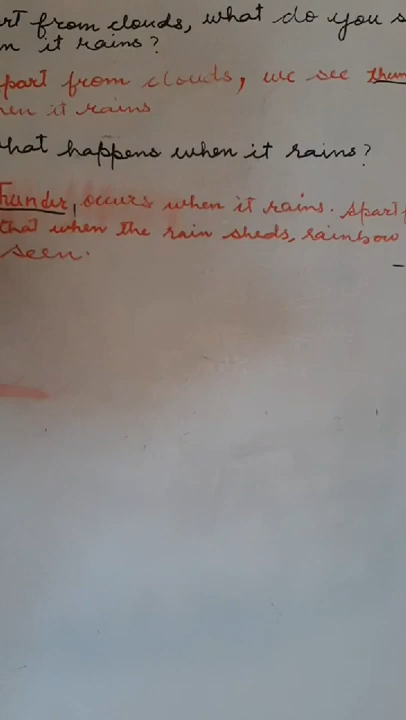 rt from clouds, what do you s
n it rains?
part from clouds, we see thun
hen it rains
hat happens when it rains?
Thunder, occurs when it rains. Apart f
that when the rain sheds, rainbow
seen.